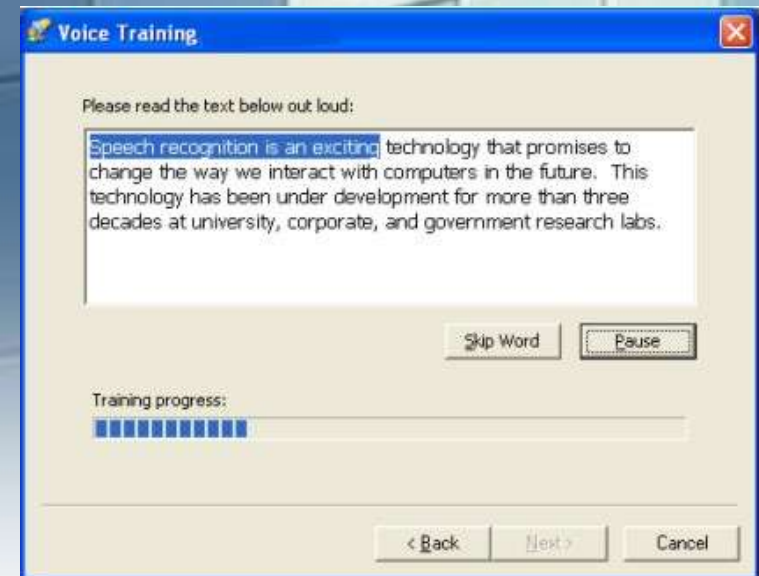 Voice Training
Please read the text below out loud:
Speech recognition is an exciting technology that promises to
change the way we interact with computers in the future.  This
technology has been under development for more than three
decades at university, corporate, and government research labs.
Skip Word
Pause
Training progress:
< Back
Next >
Cancel